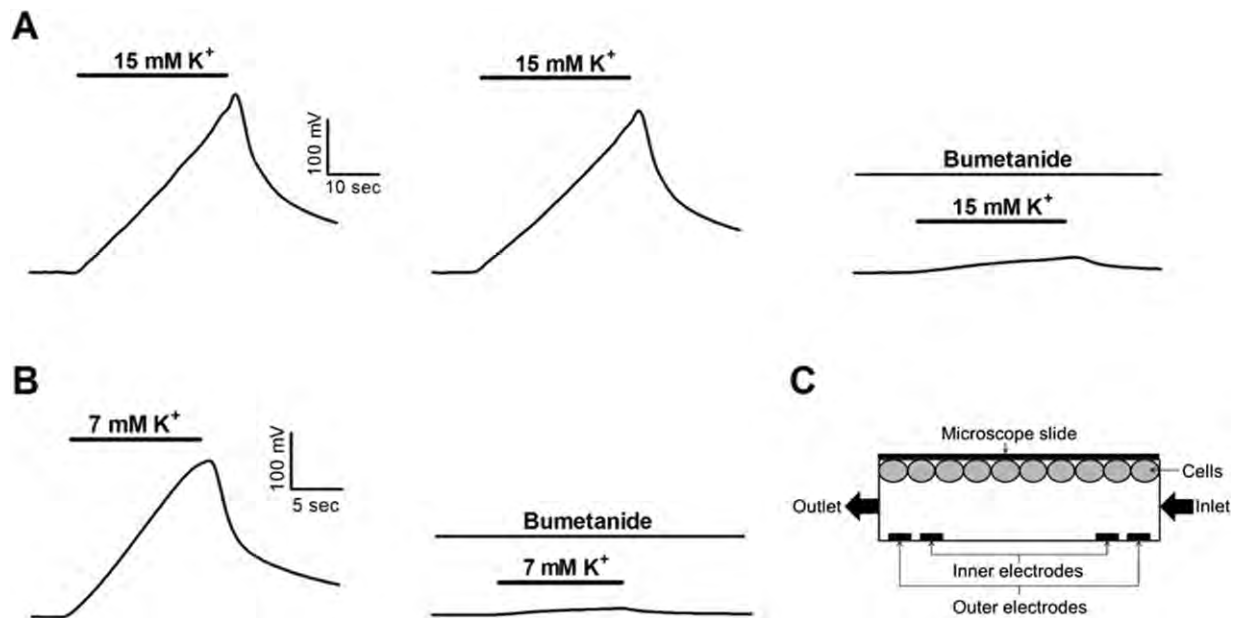 A
15 mM K⁺
100 mV
10 sec
15 mM K⁺
Bumetanide
15 mM K⁺
B
7 mM K⁺
100 mV
5 sec
Bumetanide
7 mM K⁺
C
Microscope slide
Cells
Outlet
Inlet
Inner electrodes
Outer electrodes